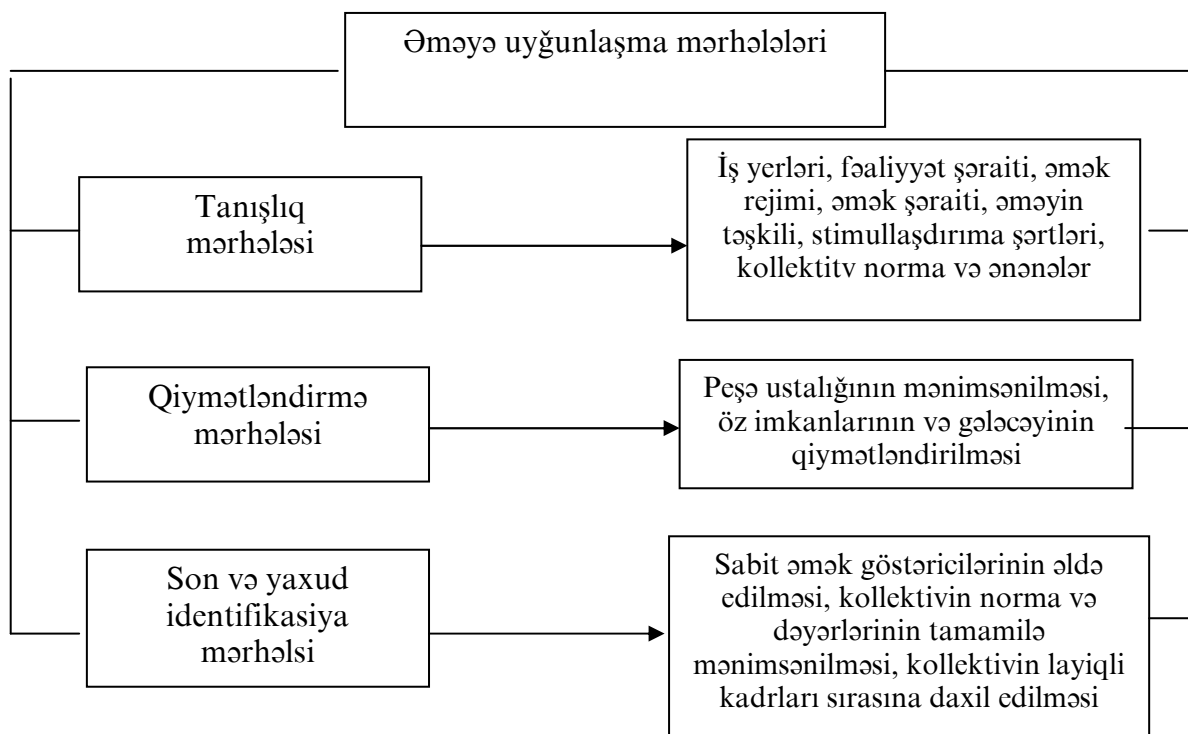 Əməyə uyğunlaşma mərhələləri
Tanışlıq
mərhələsi
İş yerləri, fəaliyyət şəraiti, əmək
rejimi, əmək şəraiti, əməyin
təşkili, stimullaşdırıma şərtləri,
kollektitv norma və ənənələr
Qiymətləndirmə
mərhələsi
Peşə ustalığının mənimsənilməsi,
öz imkanlarının və gələcəyinin
qiymətləndirilməsi
Son və yaxud
identifikasiya
mərhəlsi
Sabit əmək göstəricilərinin əldə
edilməsi, kollektivin norma və
dəyərlərinin tamamilə
mənimsənilməsi, kollektivin layiqli
kadrları sırasına daxil edilməsi